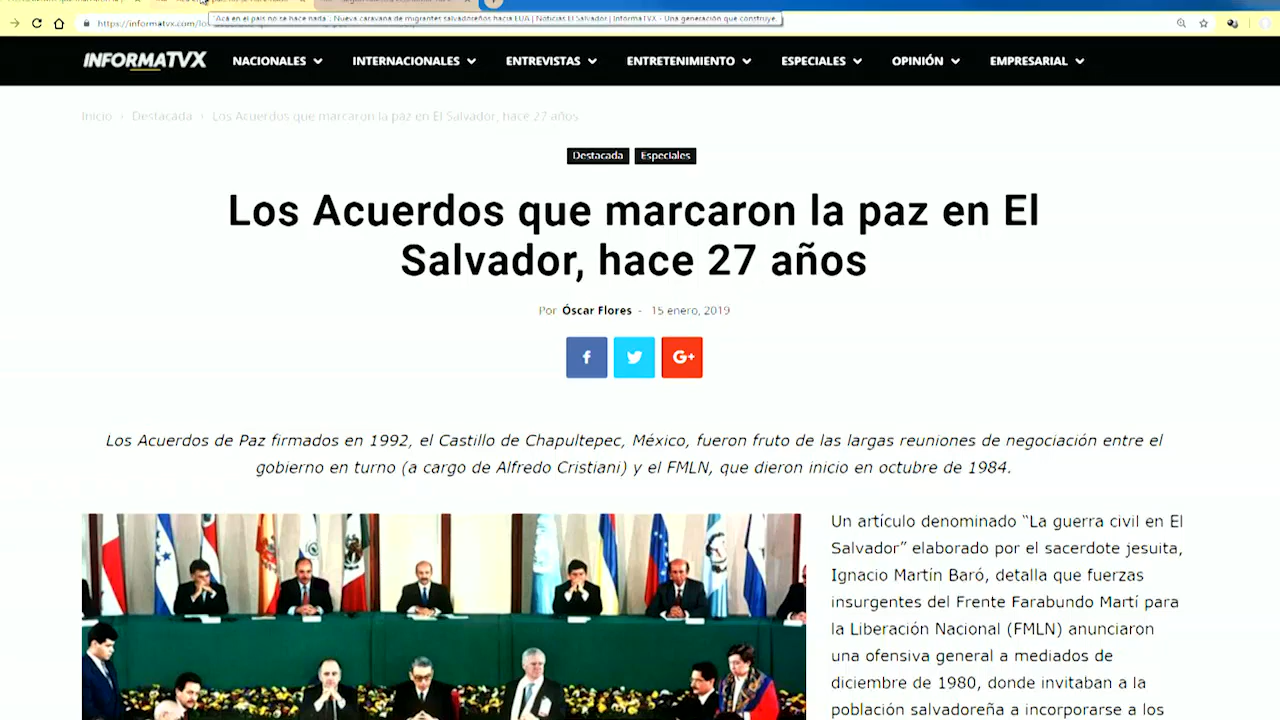 "Acá en el país no se hace nada": Nueva caravana de migrantes salvadoreños hacia EUA | Noticias El Salvador | InformaTVX - Una generación que construye.
https://informatvx.com/lo
INFORMATVX NACIONALES INTERNACIONALES ENTREVISTAS ENTRETENIMIENTO ESPECIALES OPINIÓN EMPRESARIAL
Inicio › Destacada › Los Acuerdos que marcaron la paz en El Salvador, hace 27 años
Destacada Especiales
Los Acuerdos que marcaron la paz en El
Salvador, hace 27 años
Por Óscar Flores - 15 enero, 2019
f G+
Los Acuerdos de Paz firmados en 1992, el Castillo de Chapultepec, México, fueron fruto de las largas reuniones de negociación entre el
gobierno en turno (a cargo de Alfredo Cristiani) y el FMLN, que dieron inicio en octubre de 1984.
Un artículo denominado “La guerra civil en El
Salvador” elaborado por el sacerdote jesuita,
Ignacio Martín Baró, detalla que fuerzas
insurgentes del Frente Farabundo Martí para
la Liberación Nacional (FMLN) anunciaron
una ofensiva general a mediados de
diciembre de 1980, donde invitaban a la
población salvadoreña a incorporarse a los